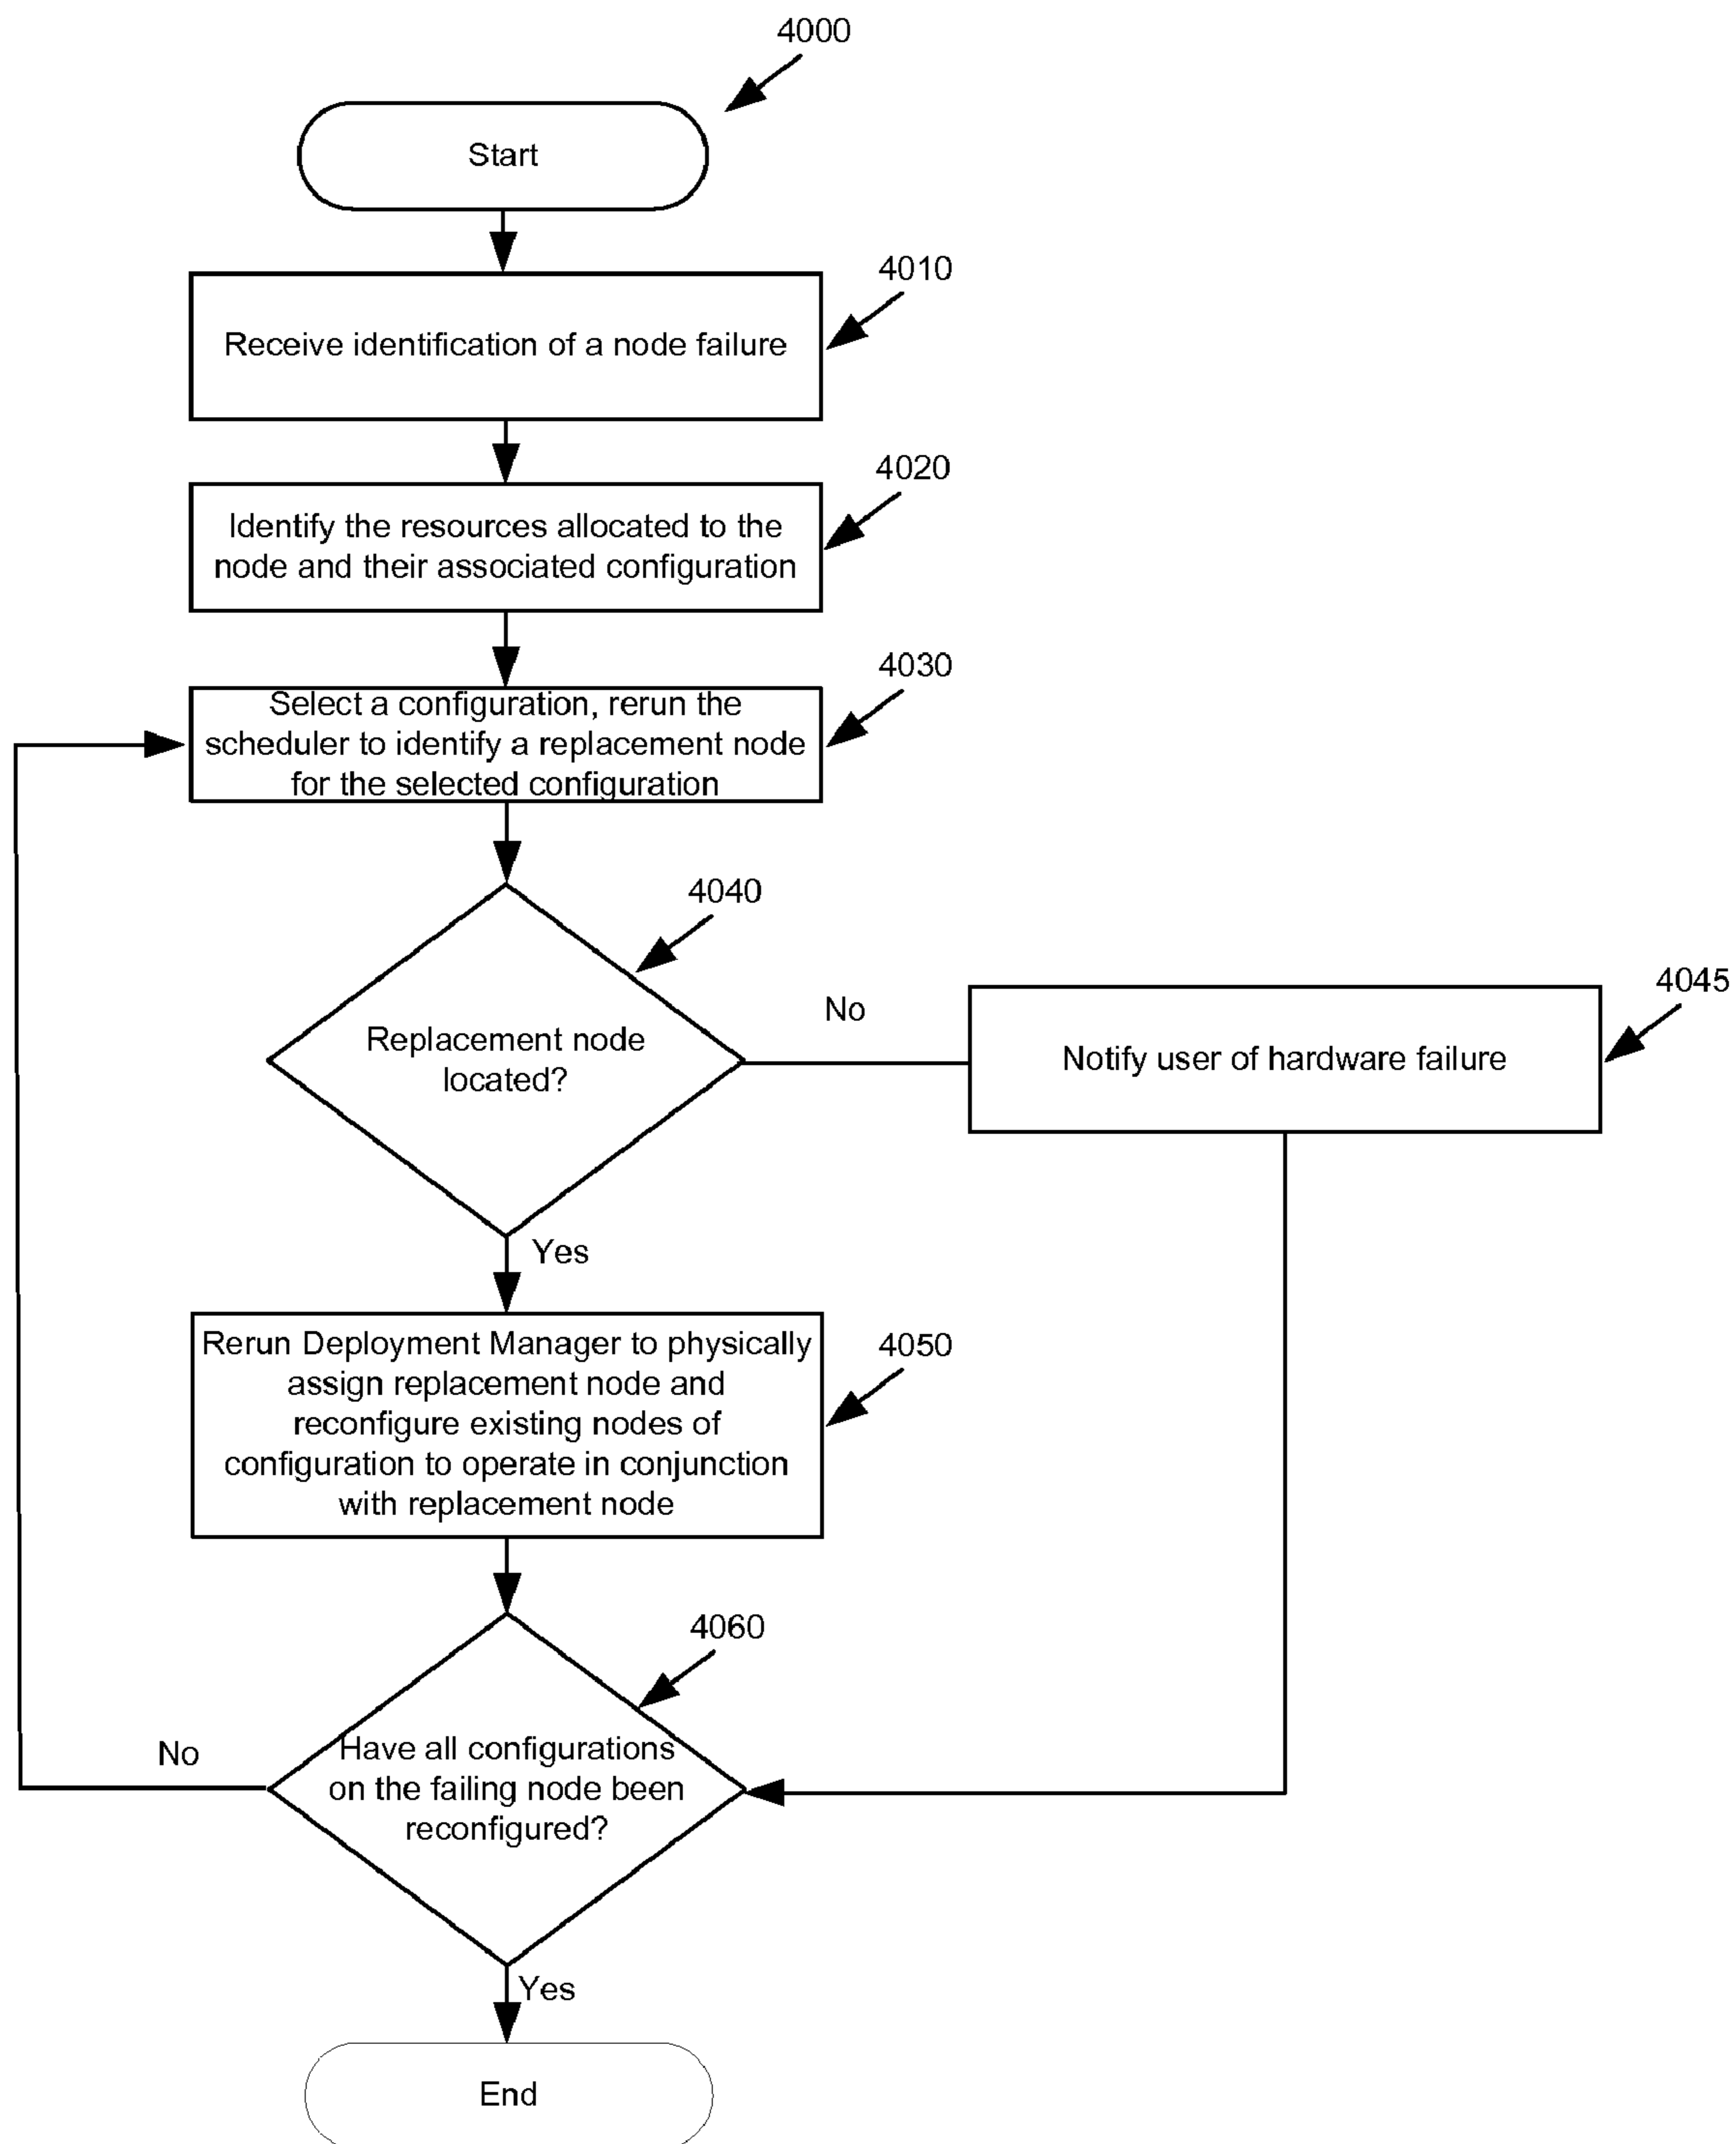 4000
Start
4010
Receive identification of a node failure
4020
Identify the resources allocated to the
node and their associated configuration
4030
Select a configuration, rerun the
scheduler to identify a replacement node
for the selected configuration
4040
Replacement node
located?
No
4045
Notify user of hardware failure
Yes
4050
Rerun Deployment Manager to physically
assign replacement node and
reconfigure existing nodes of
configuration to operate in conjunction
with replacement node
4060
Have all configurations
on the failing node been
reconfigured?
No
Yes
End